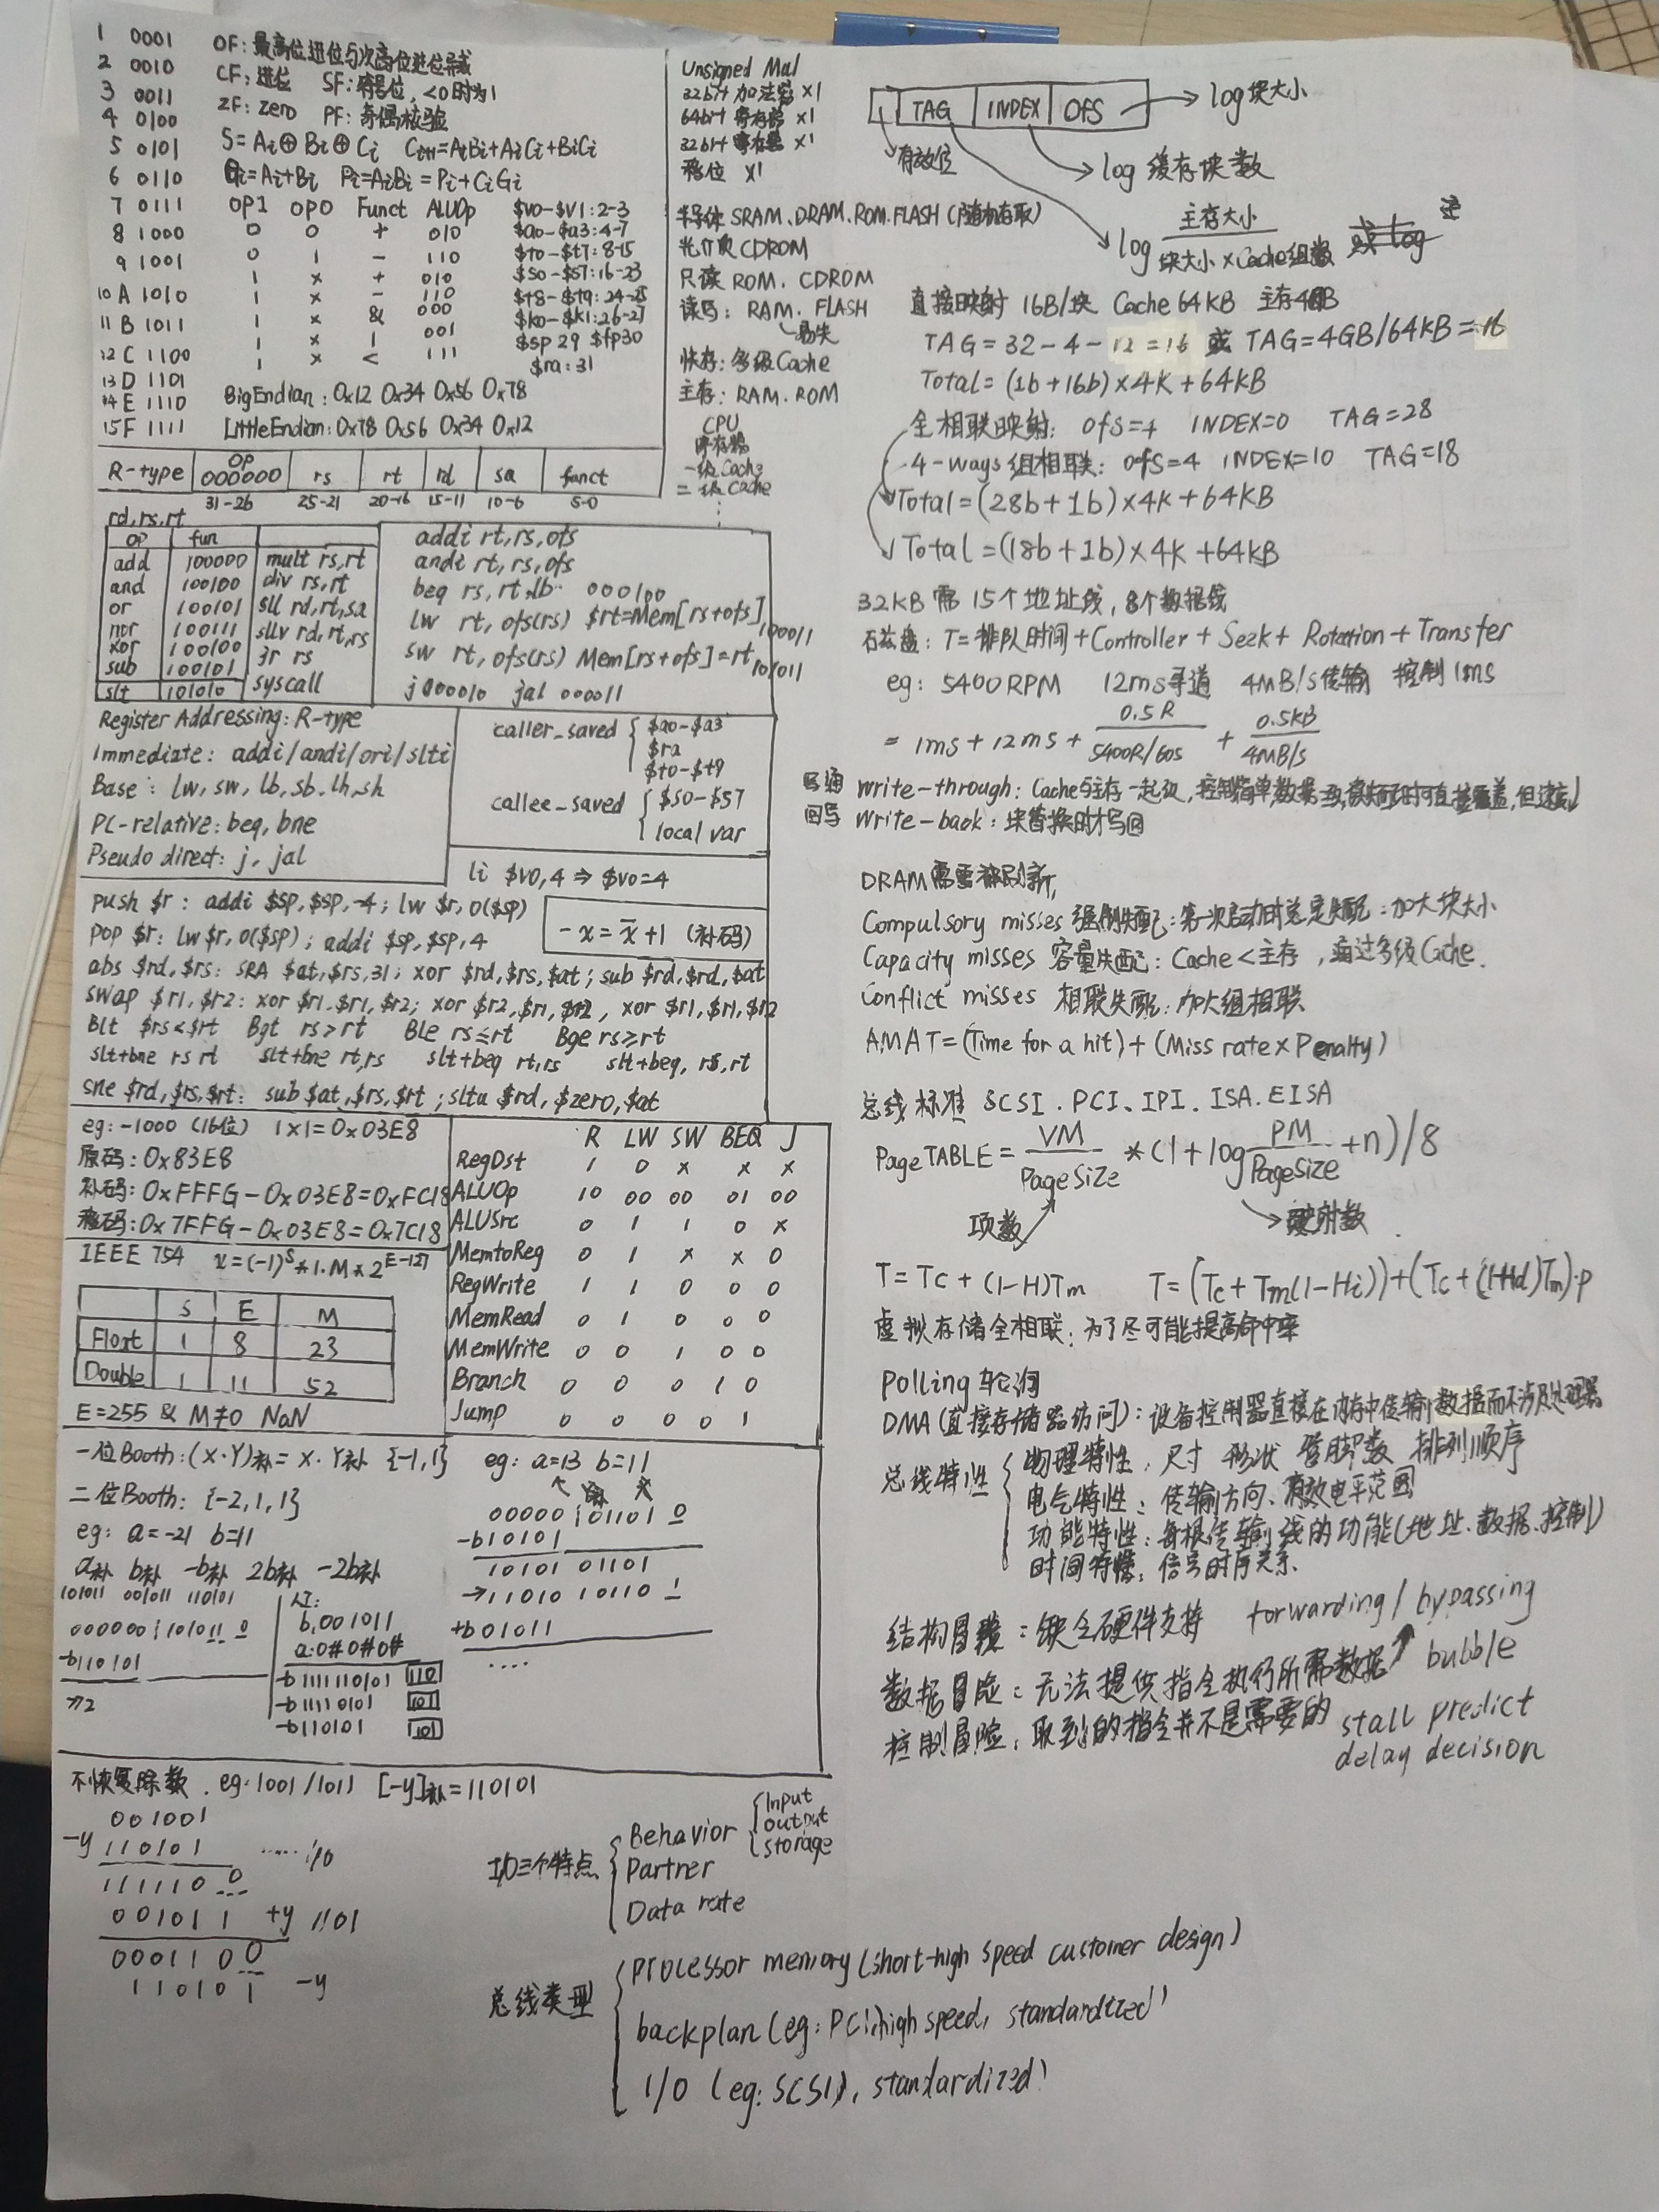 1 0001
2 0010
3 0011
4 0100
5 0101
6 0110
7 0111
8 1000
9 1001
10 A 1010
11 B 1011
12 C 1100
13 D 1101
14 E 1110
15 F 1111
OF: 最高位进位与次高位进位异或
CF: 进位 SF: 符号位, <0时为1
ZF: zero PF: 奇偶校验
S=Ai⊕Bi⊕Ci Ci+1=AiBi+AiCi+BiCi
Gi=Ai+Bi Pi=AiBi =Pi+CiGi
OP1 OP0 Funct ALUOp
0 0 + 010
0 1 - 110
1 x + 010
1 x - 110
1 x & 000
1 x | 001
1 x < 111
$v0-$v1:2-3
$a0-$a3:4-7
$t0-$t7:8-15
$s0-$s7:16-23
$t8-$t9:24-25
$k0-$k1:26-27
$sp 29 $fp30
$ra:31
BigEndian: 0x12 0x34 0x56 0x78
LittleEndian: 0x78 0x56 0x34 0x12
R-type OP 000000 rs rt rd sa funct
31-26 25-21 20-16 15-11 10-6 5-0
rd,rs,rt
OP fun
add 100000 mult rs,rt
and 100100 div rs,rt
or 100101 sll rd,rt,sa
nor 100111 sllv rd,rt,rs
xor 100100 jr rs
sub 100101
slt 101010 syscall
addi rt,rs,ofs
andi rt,rs,ofs
beq rs,rt,lb 000100
lw rt, ofs(rs) $rt=Mem[rs+ofs] 100011
sw rt, ofs(rs) Mem[rs+ofs]=rt 101011
j 000010 jal 000011
Register Addressing: R-type
Immediate: addi/andi/ori/slti
Base: lw, sw, lb, sb, lh, sh
PC-relative: beq, bne
Pseudo direct: j, jal
caller_saved { $a0-$a3
$ra
$t0-$t9
callee_saved { $S0-$S7
local var
li $v0,4 ⇒ $v0=4
push $r: addi $sp,$sp,-4; lw $r,0($sp)
pop $r: lw $r,0($sp); addi $sp,$sp,4
-x = x̄+1 (补码)
abs $rd,$rs: SRA $at,$rs,31; xor $rd,$rs,$at; sub $rd,$rd,$at
swap $r1,$r2: xor $r1,$r1,$r2; xor $r2,$r1,$r2, xor $r1,$r1,$r2
Blt $rs<$rt Bgt rs>rt BLe rs≤rt Bge rs≥rt
slt+bne rs rt slt+bne rt,rs slt+beq rt,rs slt+beq, rs,rt
sne $rd,$rs,$rt: sub $at,$rs,$rt; sltu $rd,$zero,$at
eg: -1000 (16位) |x|=0x03E8
原码: 0x83E8
补码: 0xFFFG-0x03E8=0xFC18
移码: 0x7FFG-0x03E8=0x7C18
IEEE 754 x=(-1)^S*1.M*2^E-127
S E M
Float 1 8 23
Double 1 11 52
E=255 & M≠0 NaN
R LW SW BEQ J
RegDst 1 0 x x x
ALUOp 10 00 00 01 00
ALUSrc 0 1 1 0 x
MemtoReg 0 1 x x 0
RegWrite 1 1 0 0 0
MemRead 0 1 0 0 0
MemWrite 0 0 1 0 0
Branch 0 0 0 1 0
Jump 0 0 0 0 1
一位Booth: (X·Y)补=X·Y补 {-1,1}
二位Booth: {-2,1,1}
eg: a=-21 b=11
a补 b补 -b补 2b补 -2b补
101011 001011 110101
000000 101011 0
-b110101
≫2
b,001011
a:0#0#0#
-b 1111110101 110
-b 11110101 101
-b 110101 101
eg: a=13 b=11
00000 01101 0
-b10101
10101 01101
→11010 10110 1
+b 01011
....
不恢复除数. eg: 1001/1011 [-y]补=110101
001001
-y 110101 ..... 1/0
111110 0
001011 +y 1101
000110 0
110101 -y
I/O三个特点 { Behavior { Input
output
storage
Partner
Data rate
总线类型 { processor memory (short-high speed customer design)
backplan (eg: PCI, high speed, standardized)
I/O (eg: SCSI), standardized
Unsigned Mul
32bit 加法器 x1
64bit 寄存器 x1
32bit 寄存器 x1
移位 x1
半导体 SRAM、DRAM、ROM、FLASH (随机存取)
光介质 CDROM
只读 ROM、CDROM
读写: RAM、FLASH
易失
快存: 多级Cache
主存: RAM、ROM
CPU
寄存器
一级Cache
二级Cache
TAG INDEX OFS → log 块大小
有效位
log 缓存块数
log 主存大小/块大小×Cache组数
直接映射 16B/块 Cache 64KB 主存4GB
TAG=32-4-12=16 或 TAG=4GB/64KB=16
Total=(1b+16b)×4K+64KB
全相联映射: ofs=4 INDEX=0 TAG=28
4-ways 组相联: ofs=4 INDEX=10 TAG=18
Total=(28b+1b)×4K+64KB
Total=(18b+1b)×4K+64KB
32KB 需 15个地址线, 8个数据线
磁盘: T=排队时间+Controller+Seek+Rotation+Transfer
eg: 5400RPM 12ms寻道 4MB/s传输 控制1ms
= 1ms+12ms+ 0.5R/5400R/60s + 0.5KB/4MB/s
写通 write-through: Cache与主存一起改, 控制简单,数据一致,缺失时可直接覆盖,但速度↓
回写 write-back: 块替换时才写回
DRAM需要被刷新
Compulsory misses 强制失配: 第一次启动时总是失配: 加大块大小
Capacity misses 容量失配: Cache<主存, 通过多级Cache.
Conflict misses 相联失配: 加大组相联
AMAT=(Time for a hit)+(Miss rate×Penalty)
总线标准 SCSI、PCI、IPI、ISA、EISA
Page TABLE = VM/PageSize *(1+log PM/PageSize +n)/8
项数 映射数
T=Tc+(1-H)Tm T=(Tc+Tm(1-Hi))+(Tc+(1-Hd)Tm)·p
虚拟存储全相联: 为了尽可能提高命中率
Polling 轮询
DMA(直接存储器访问): 设备控制器直接在内存中传输数据而不涉及处理器
总线特性 { 物理特性: 尺寸 形状 管脚数 排列顺序
电气特性: 传输方向、有效电平范围
功能特性: 每根传输线的功能(地址、数据、控制)
时间特性: 信号时序关系
结构冒险: 缺乏硬件支持 forwarding / bypassing
数据冒险: 无法提供指令执行所需数据 bubble
控制冒险: 取到的指令并不是需要的 stall predict
delay decision